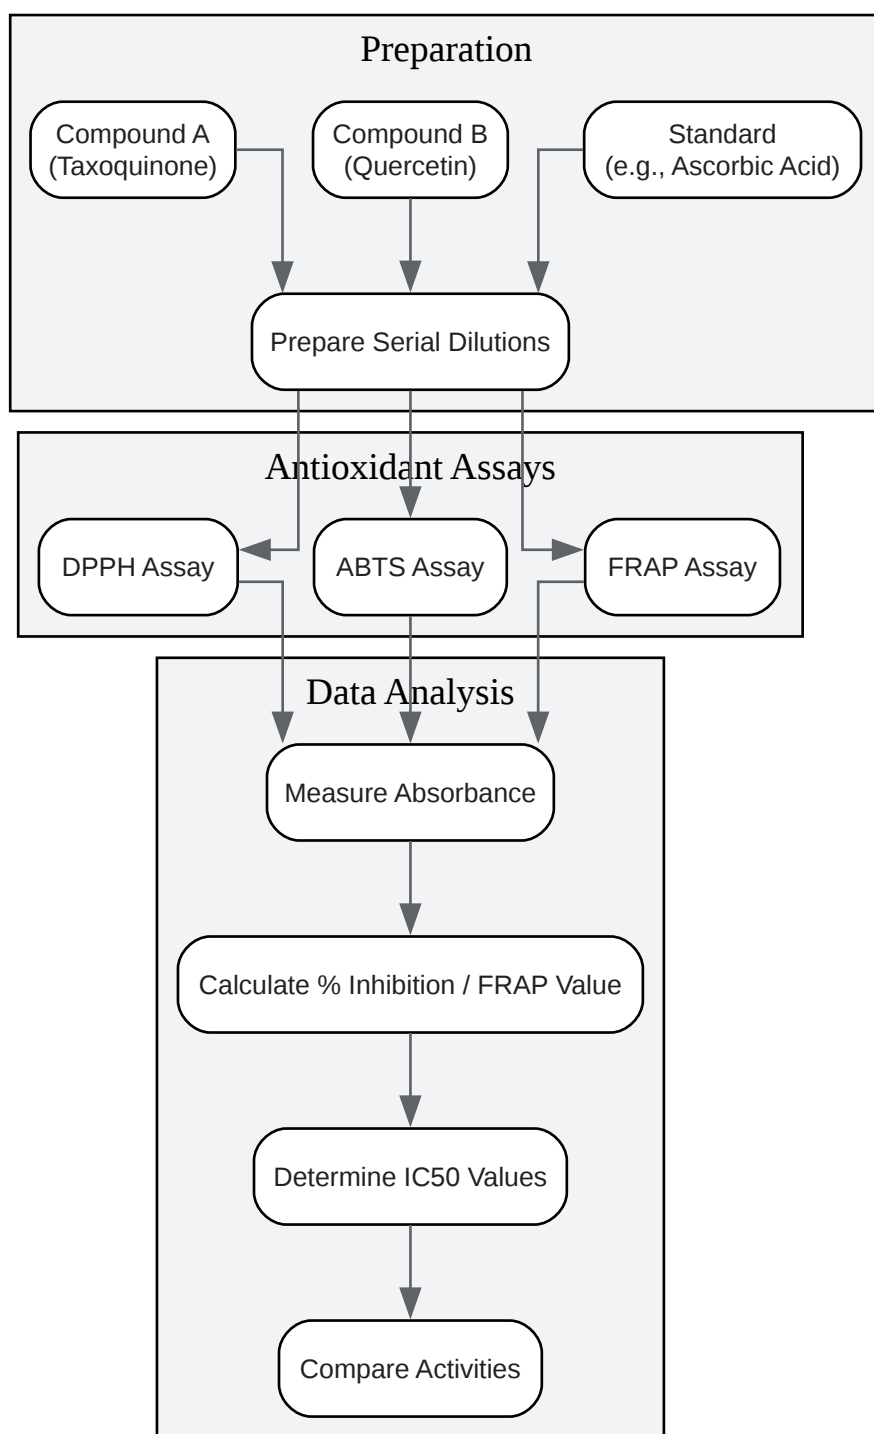 Preparation
Compound A
(Taxoquinone)
Compound B
(Quercetin)
Standard
(e.g., Ascorbic Acid)
Prepare Serial Dilutions
Antioxidant Assays
DPPH Assay
ABTS Assay
FRAP Assay
Data Analysis
Measure Absorbance
Calculate % Inhibition / FRAP Value
Determine IC50 Values
Compare Activities